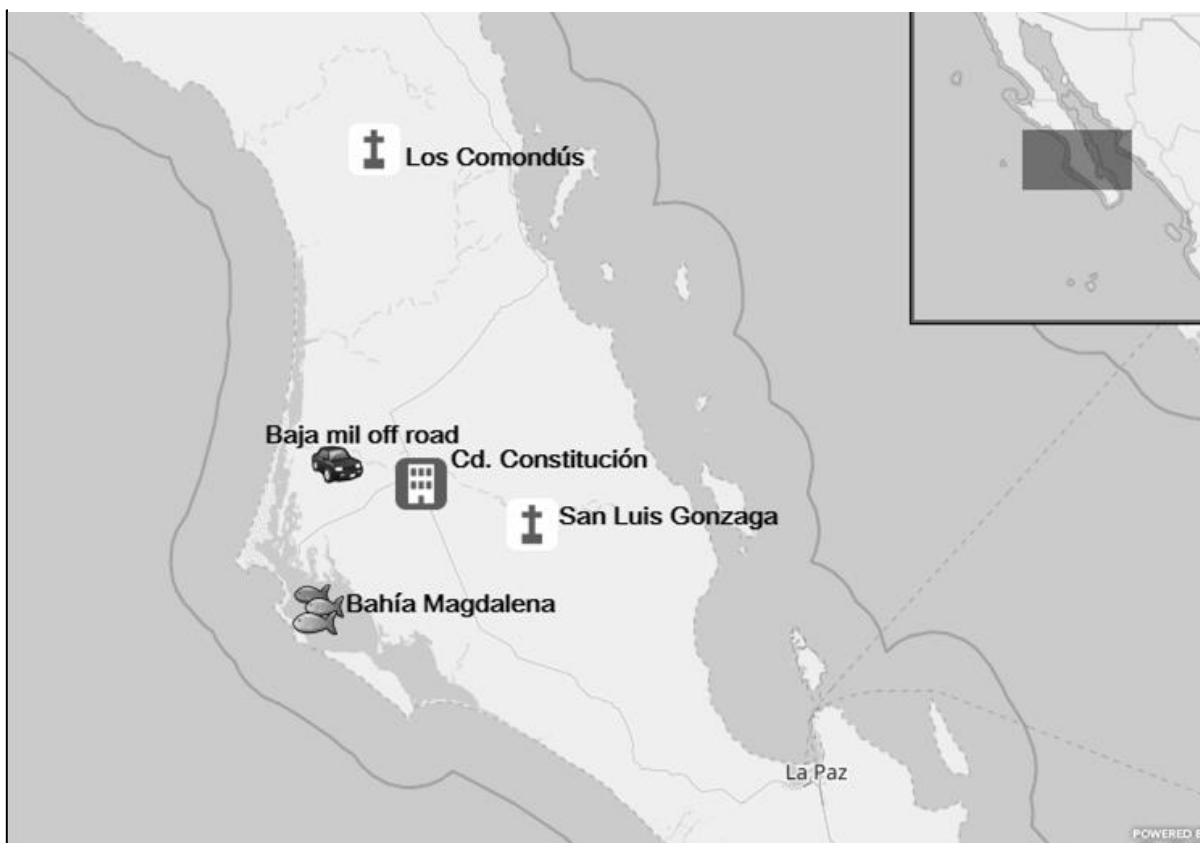 Los Comondús
Baja mil off road
Cd. Constitución
San Luis Gonzaga
Bahía Magdalena
La Paz
POWERED